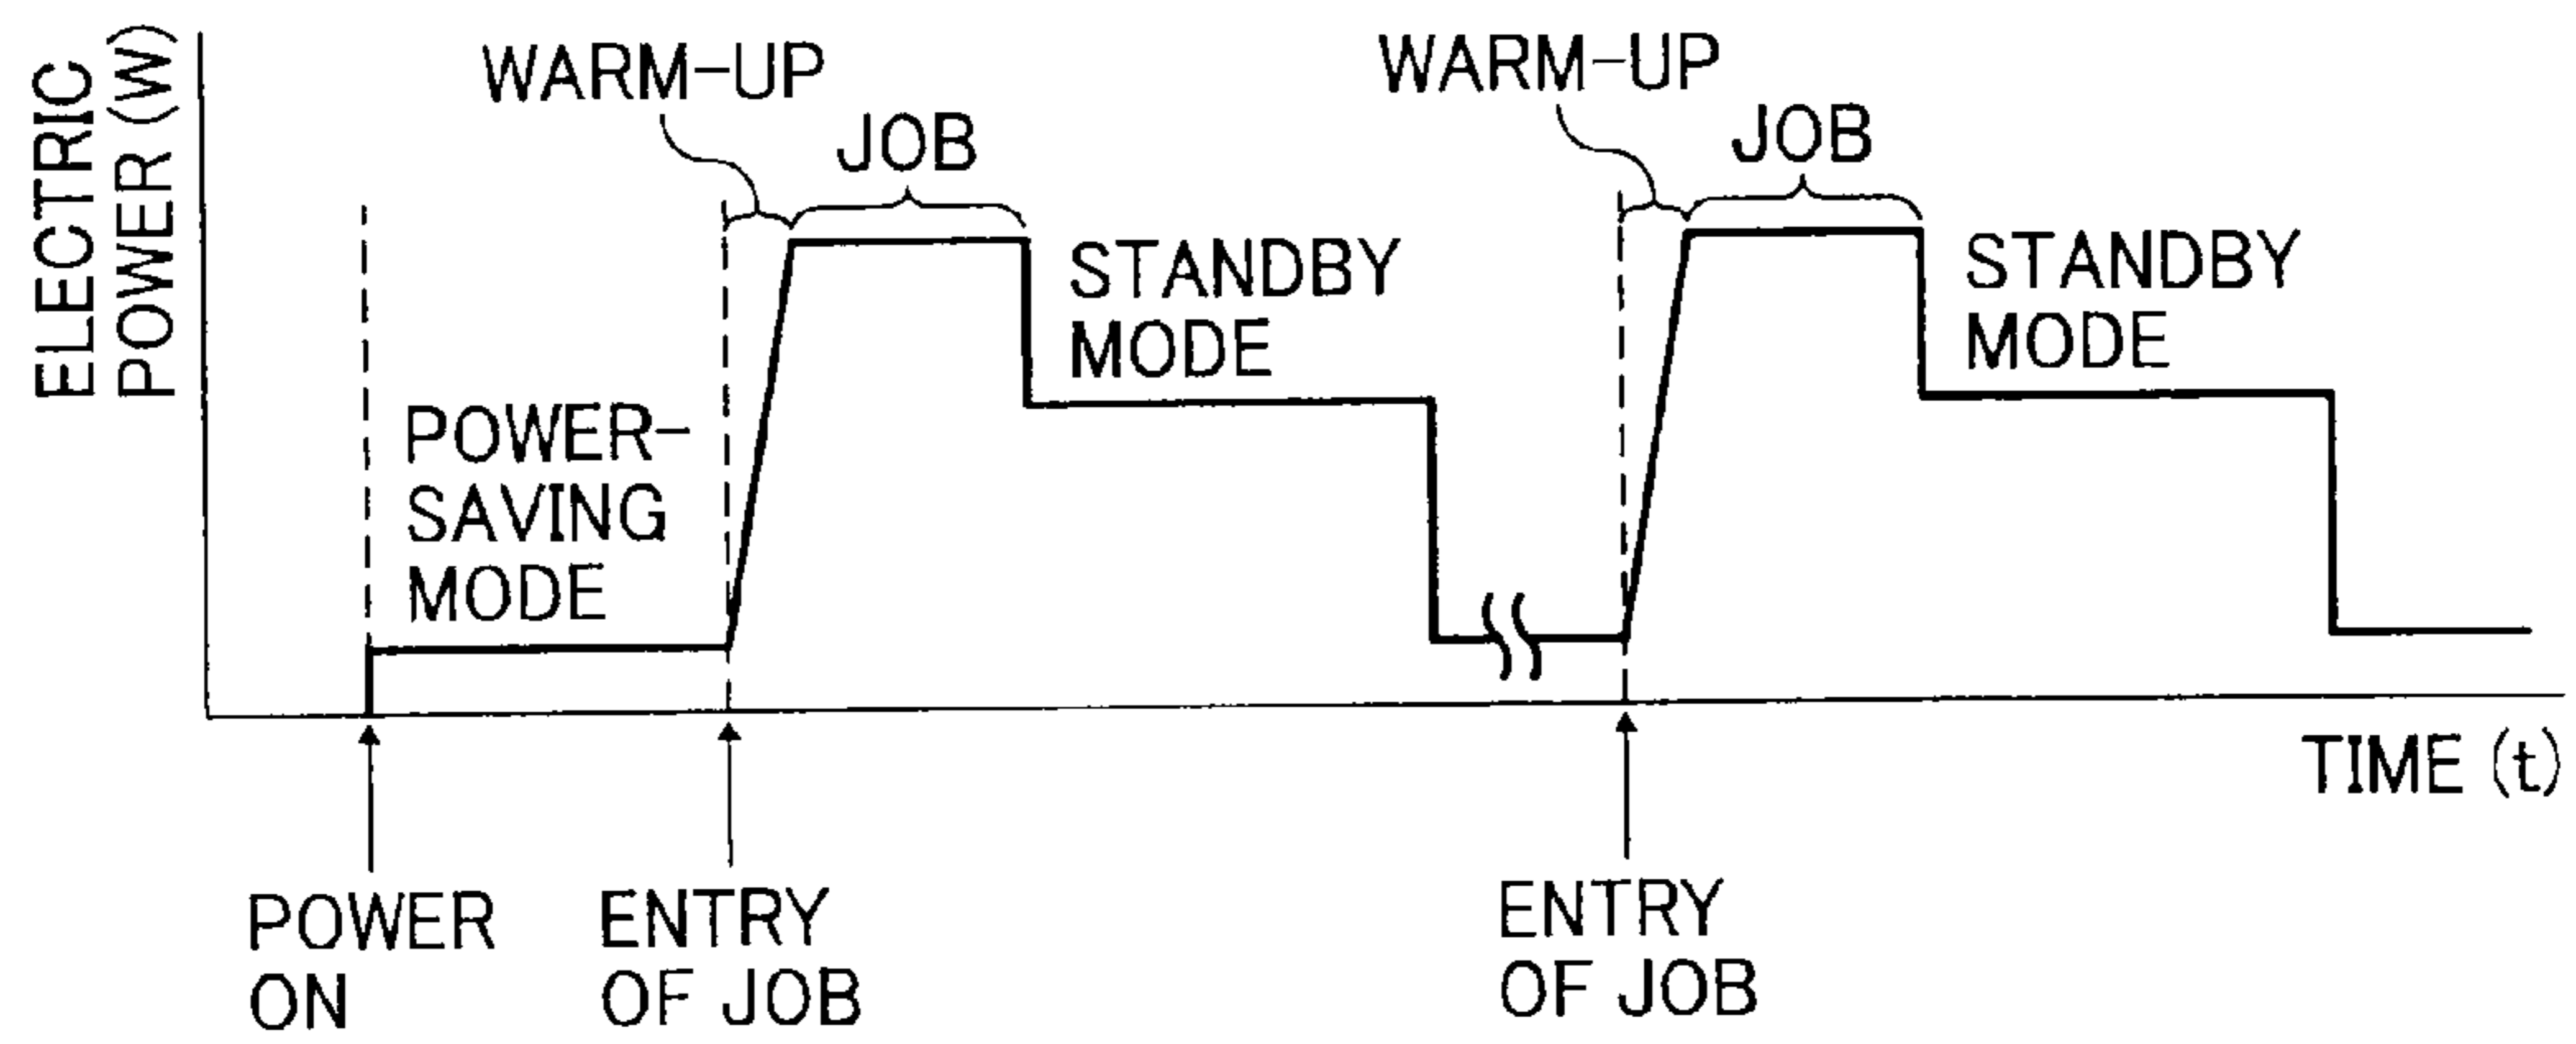 ELECTRIC
POWER (W)
WARM-UP
JOB
STANDBY
MODE
POWER-
SAVING
MODE
WARM-UP
JOB
STANDBY
MODE
TIME (t)
POWER
ON
ENTRY
OF JOB
ENTRY
OF JOB